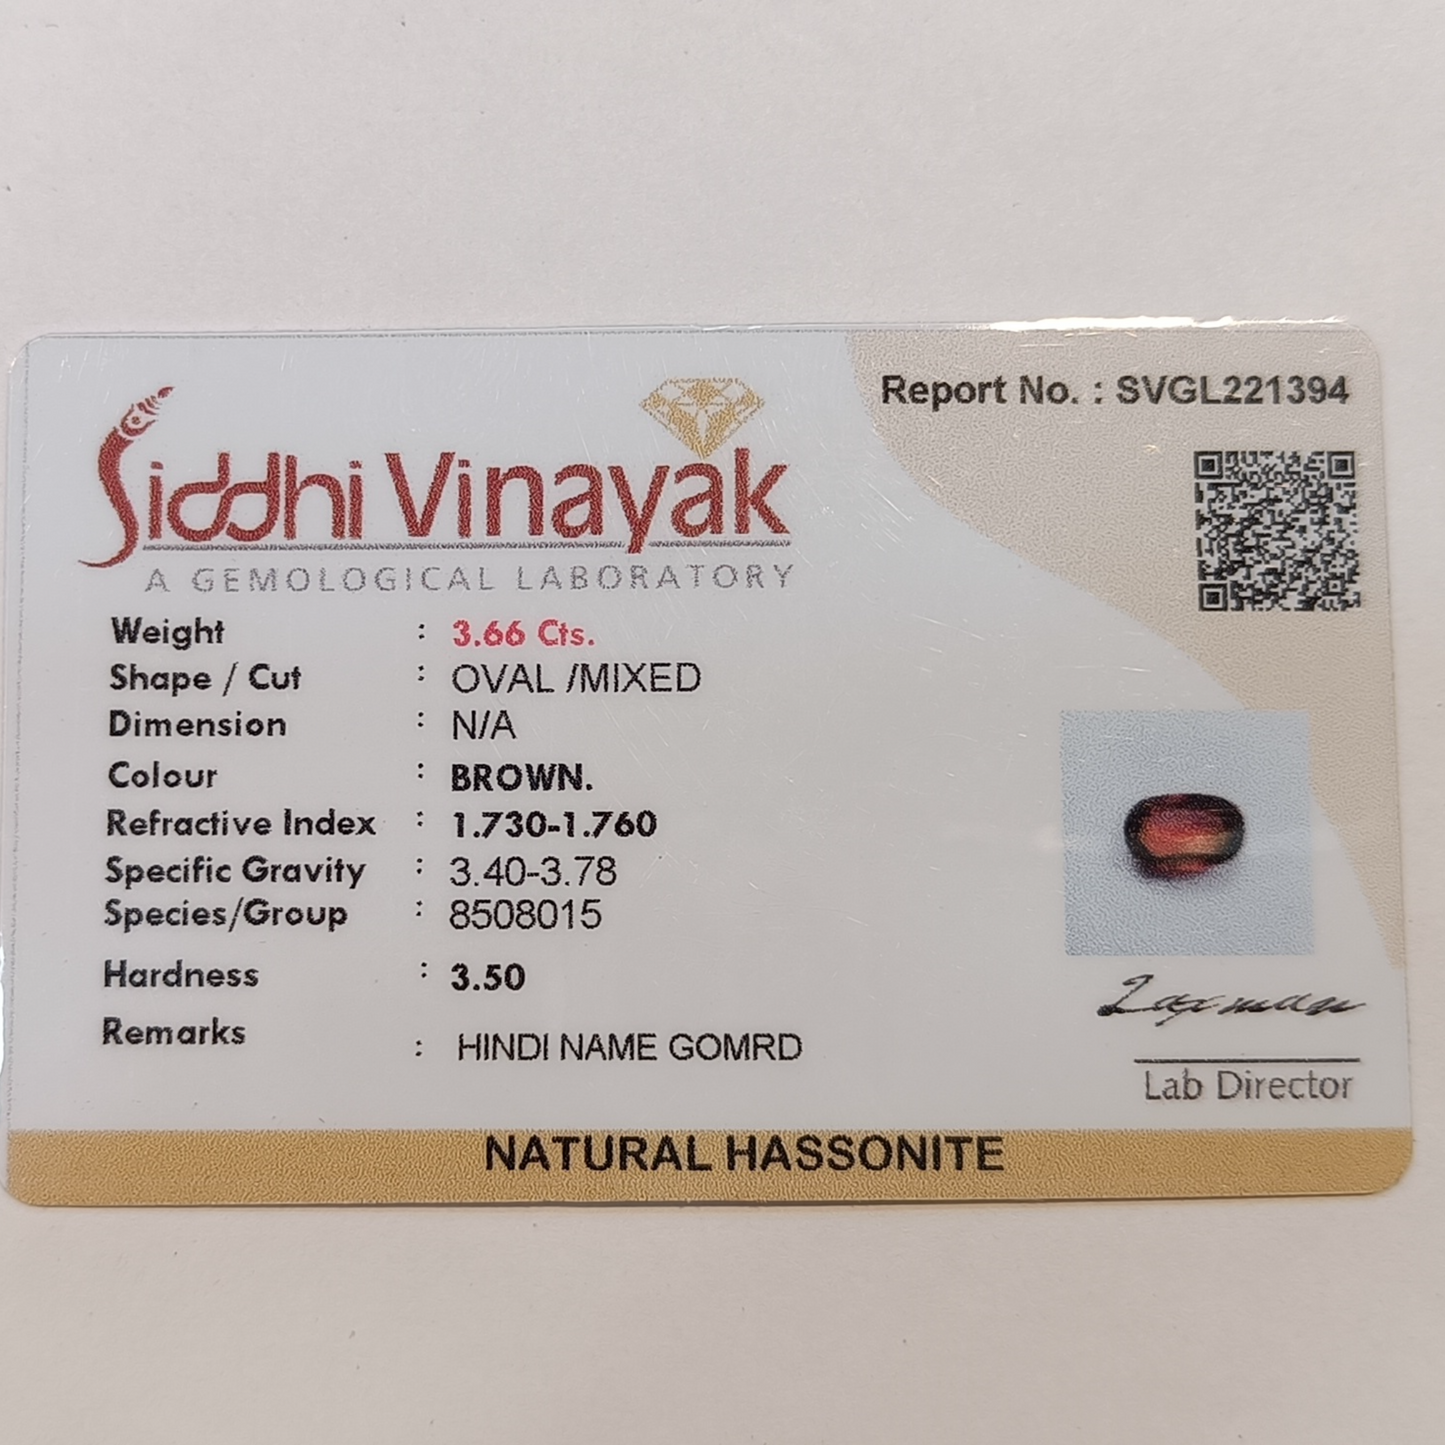 Siddhi Vinayak
A GEMOLOGICAL LABORATORY
Report No. : SVGL221394
Weight : 3.66 Cts.
Shape / Cut : OVAL /MIXED
Dimension : N/A
Colour : BROWN.
Refractive Index : 1.730-1.760
Specific Gravity : 3.40-3.78
Species/Group : 8508015
Hardness : 3.50
Remarks : HINDI NAME GOMRD
Laxman
Lab Director
NATURAL HASSONITE